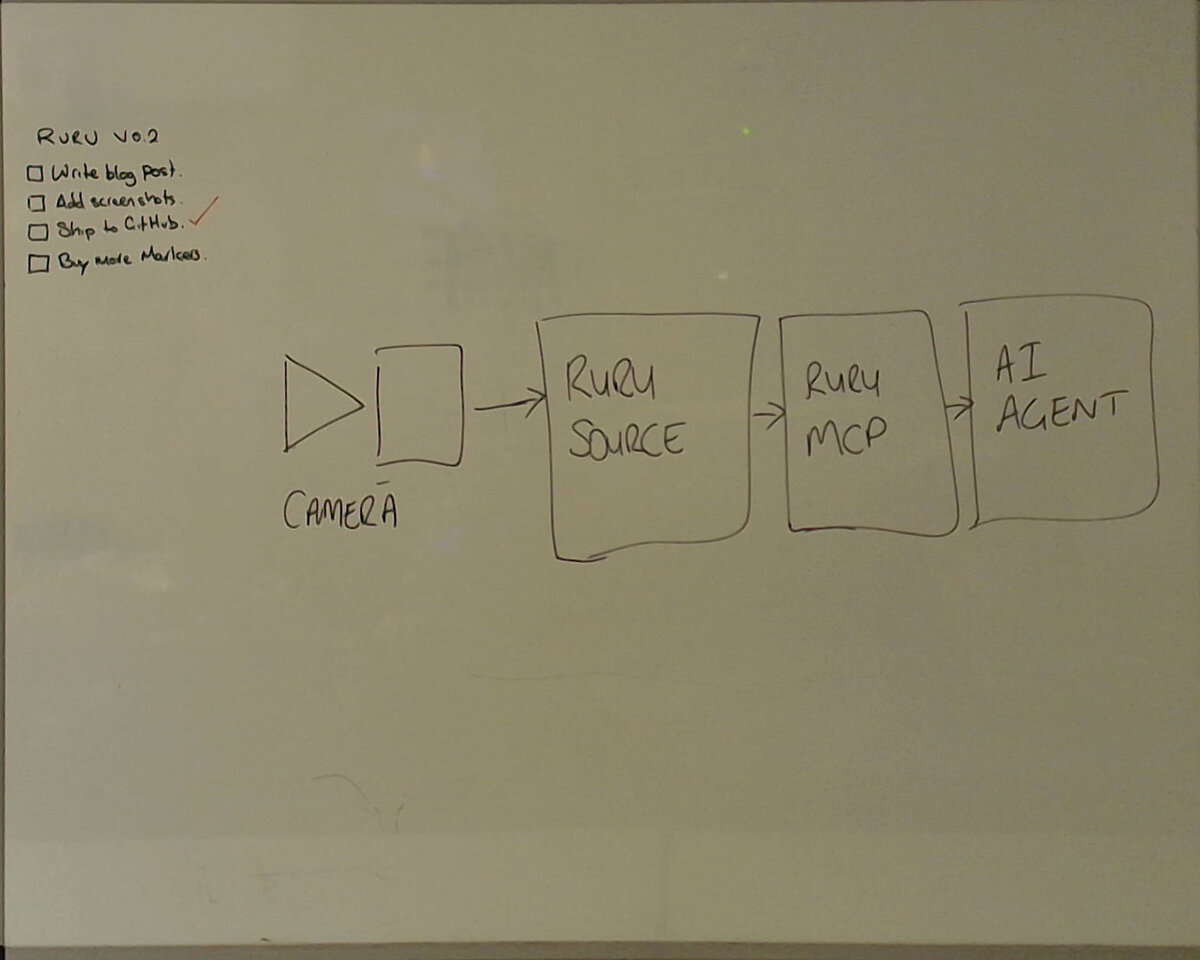 RURU V0.2
☐ Write blog post.
☐ Add screenshots.
☐ Ship to GitHub. ✓
☐ Buy more Markers.
CAMERA
RURU
SOURCE
RURU
MCP
AI
AGENT